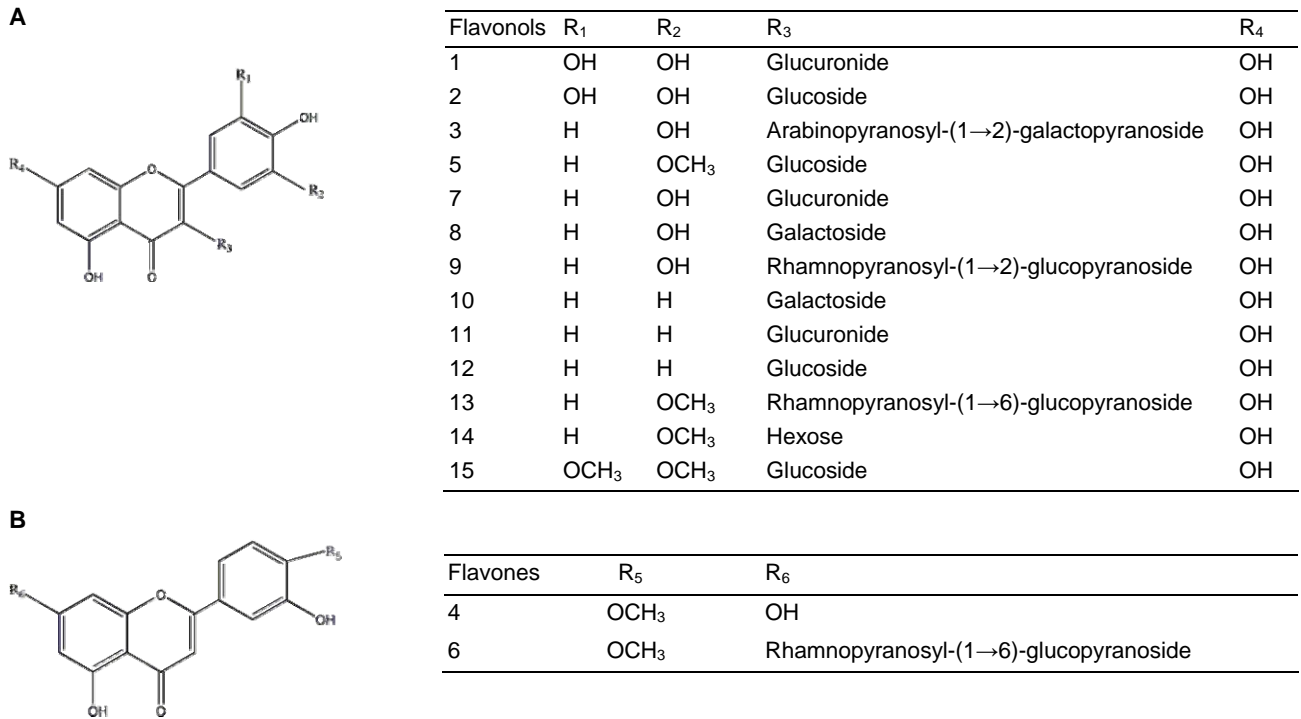 A
Flavonols R₁ R₂ R₃ R₄
1 OH OH Glucuronide OH
2 OH OH Glucoside OH
3 H OH Arabinopyranosyl-(1→2)-galactopyranoside OH
5 H OCH₃ Glucoside OH
7 H OH Glucuronide OH
8 H OH Galactoside OH
9 H OH Rhamnopyranosyl-(1→2)-glucopyranoside OH
10 H H Galactoside OH
11 H H Glucuronide OH
12 H H Glucoside OH
13 H OCH₃ Rhamnopyranosyl-(1→6)-glucopyranoside OH
14 H OCH₃ Hexose OH
15 OCH₃ OCH₃ Glucoside OH
R₁
OH
R₄ O
R₂
R₃
OH O
B
Flavones R₅ R₆
4 OCH₃ OH
6 OCH₃ Rhamnopyranosyl-(1→6)-glucopyranoside
R₅
R₆ O
OH
OH O